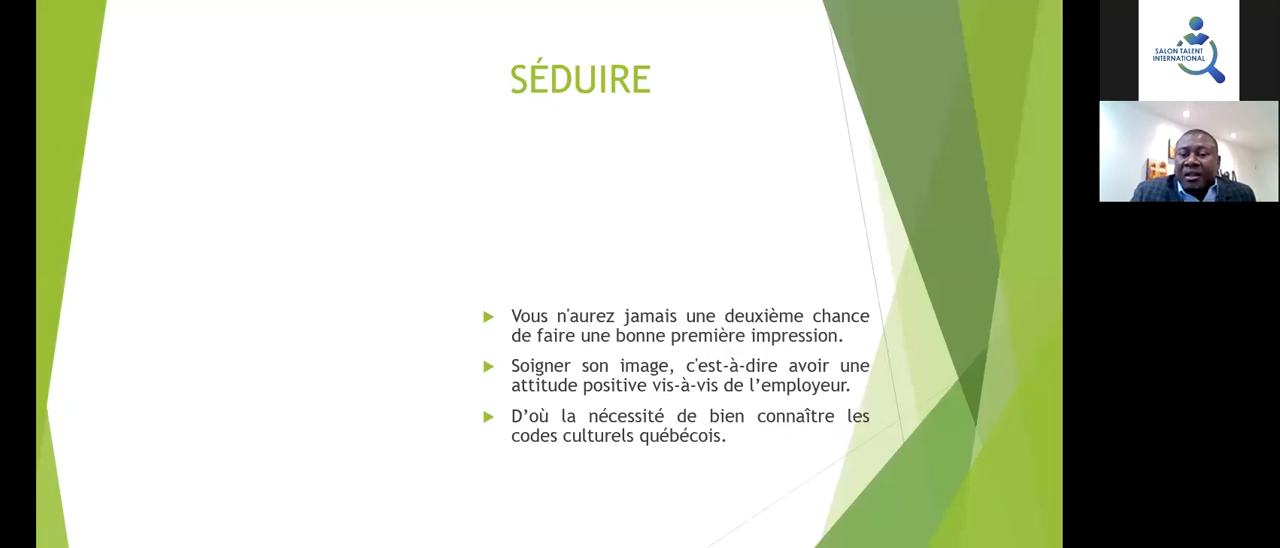 SÉDUIRE
Vous n'aurez jamais une deuxième chance
de faire une bonne première impression.
Soigner son image, c'est-à-dire avoir une
attitude positive vis-à-vis de l’employeur.
D’où la nécessité de bien connaître les
codes culturels québécois.
SALON TALENT
INTERNATIONAL